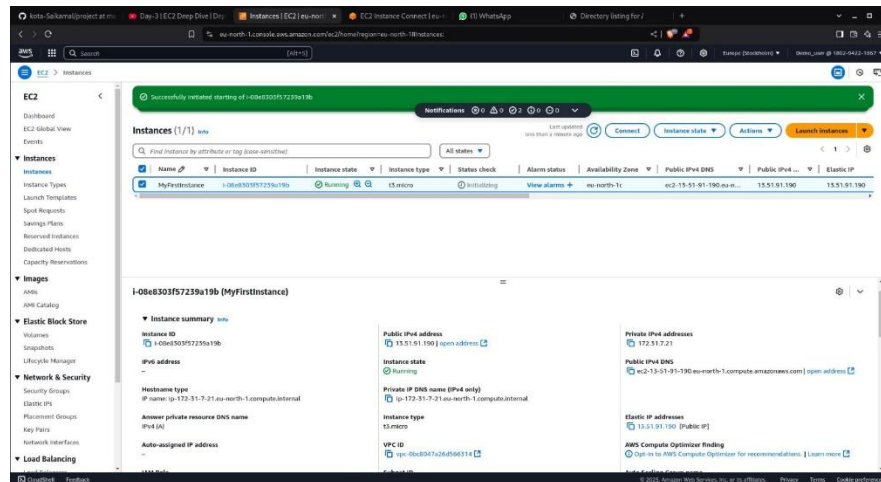 kota-Saikamal/project at m
Day-3 | EC2 Deep Dive | De
Instances | EC2 | eu-nort
EC2 Instance Connect | eu-
(1) WhatsApp
Directory listing for /
eu-north-1.console.aws.amazon.com/ec2/home?region=eu-north-1#Instances:
aws
Search
[Alt+S]
Europe (Stockholm)
EC2 > Instances
Successfully initiated starting of i-08e8303f57239a19b
Notifications 0 0 2 0 0
EC2
Dashboard
EC2 Global View
Events
Instances
Instances
Instance Types
Launch Templates
Spot Requests
Savings Plans
Reserved Instances
Dedicated Hosts
Capacity Reservations
Images
AMIs
AMI Catalog
Elastic Block Store
Volumes
Snapshots
Lifecycle Manager
Network & Security
Security Groups
Elastic IPs
Placement Groups
Key Pairs
Network Interfaces
Load Balancing
Instances (1/1) Info
Last updated
less than a minute ago
Connect
Instance state
Actions
Launch instances
Find Instance by attribute or tag (case-sensitive)
All states
1
Name
Instance ID
Instance state
Instance type
Status check
Alarm status
Availability Zone
Public IPv4 DNS
Public IPv4 ...
Elastic IP
MyFirstInstance
i-08e8303f57239a19b
Running
t3.micro
Initializing
View alarms +
eu-north-1c
ec2-13-51-91-190.eu-n...
13.51.91.190
13.51.91.190
i-08e8303f57239a19b (MyFirstInstance)
Instance summary Info
Instance ID
i-08e8303f57239a19b
Public IPv4 address
13.51.91.190 | open address
Private IPv4 addresses
172.31.7.21
IPv6 address
–
Instance state
Running
Public IPv4 DNS
ec2-13-51-91-190.eu-north-1.compute.amazonaws.com | open address
Hostname type
IP name: ip-172-31-7-21.eu-north-1.compute.internal
Private IP DNS name (IPv4 only)
ip-172-31-7-21.eu-north-1.compute.internal
Answer private resource DNS name
IPv4 (A)
Instance type
t3.micro
Elastic IP addresses
13.51.91.190 [Public IP]
Auto-assigned IP address
–
VPC ID
AWS Compute Optimizer finding
Opt-in to AWS Compute Optimizer for recommendations. | Learn more
CloudShell
Feedback
© 2025, Amazon Web Services, Inc. or its affiliates.
Privacy
Terms
Cookie preferences